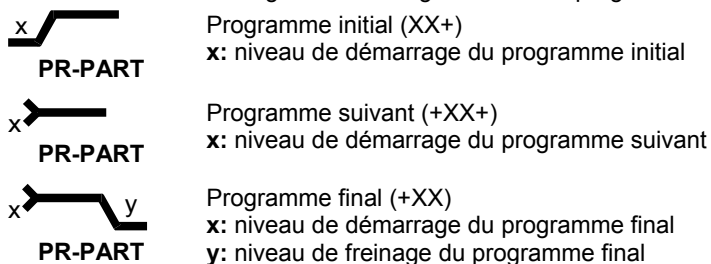 x
Programme initial (XX+)
x: niveau de démarrage du programme initial
PR-PART
Programme suivant (+XX+)
x
x: niveau de démarrage du programme suivant
PR-PART
Programme final (+XX)
x y
x: niveau de démarrage du programme final
PR-PART
y: niveau de freinage du programme final